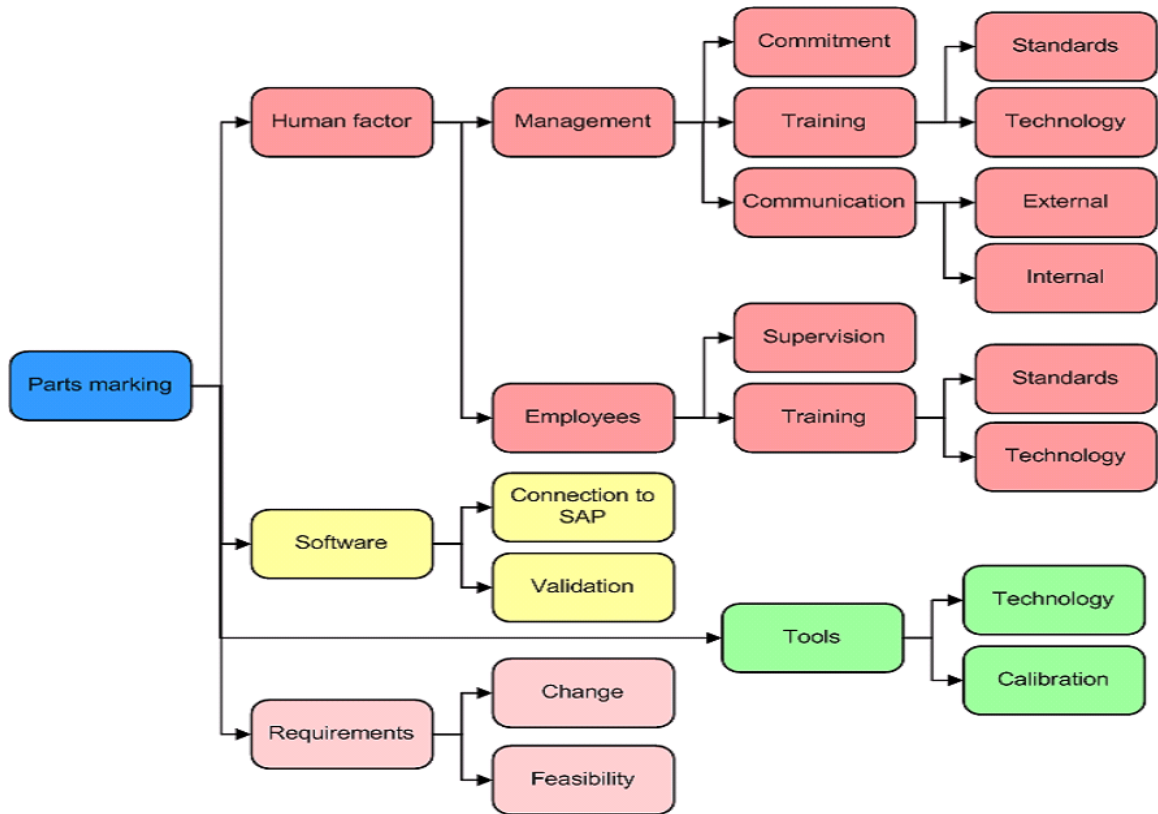 Commitment
Standards
Human factor
Management
Training
Technology
Communication
External
Internal
Supervision
Parts marking
Standards
Employees
Training
Technology
Connection to
SAP
Software
Validation
Technology
Tools
Calibration
Change
Requirements
Feasibility